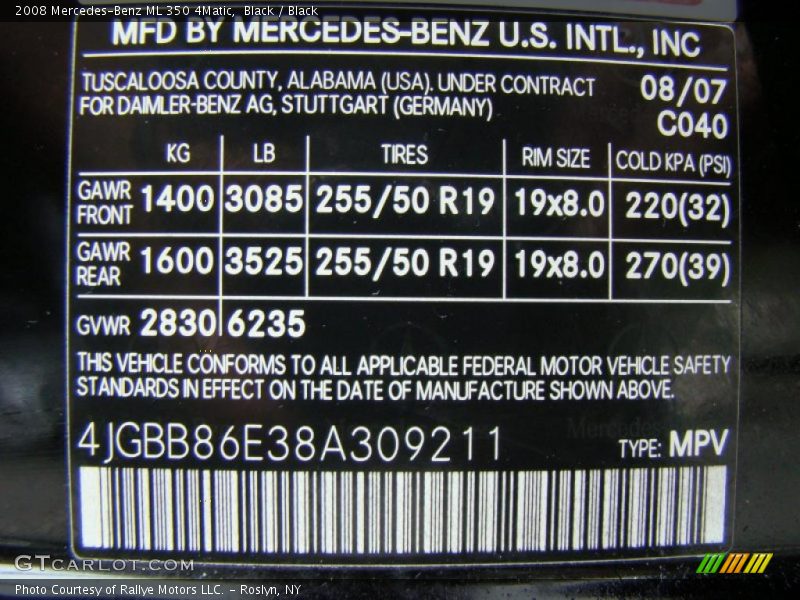 2008 Mercedes-Benz ML 350 4Matic, Black / Black
MFD BY MERCEDES-BENZ U.S. INTL., INC
TUSCALOOSA COUNTY, ALABAMA (USA). UNDER CONTRACT 08/07
FOR DAIMLER-BENZ AG, STUTTGART (GERMANY) C040
KG LB TIRES RIM SIZE COLD KPA (PSI)
GAWR FRONT 1400 3085 255/50 R19 19x8.0 220(32)
GAWR REAR 1600 3525 255/50 R19 19x8.0 270(39)
GVWR 2830 6235
THIS VEHICLE CONFORMS TO ALL APPLICABLE FEDERAL MOTOR VEHICLE SAFETY
STANDARDS IN EFFECT ON THE DATE OF MANUFACTURE SHOWN ABOVE.
4JGBB86E38A309211 TYPE: MPV
GTCARLOT.COM
Photo Courtesy of Rallye Motors LLC. - Roslyn, NY